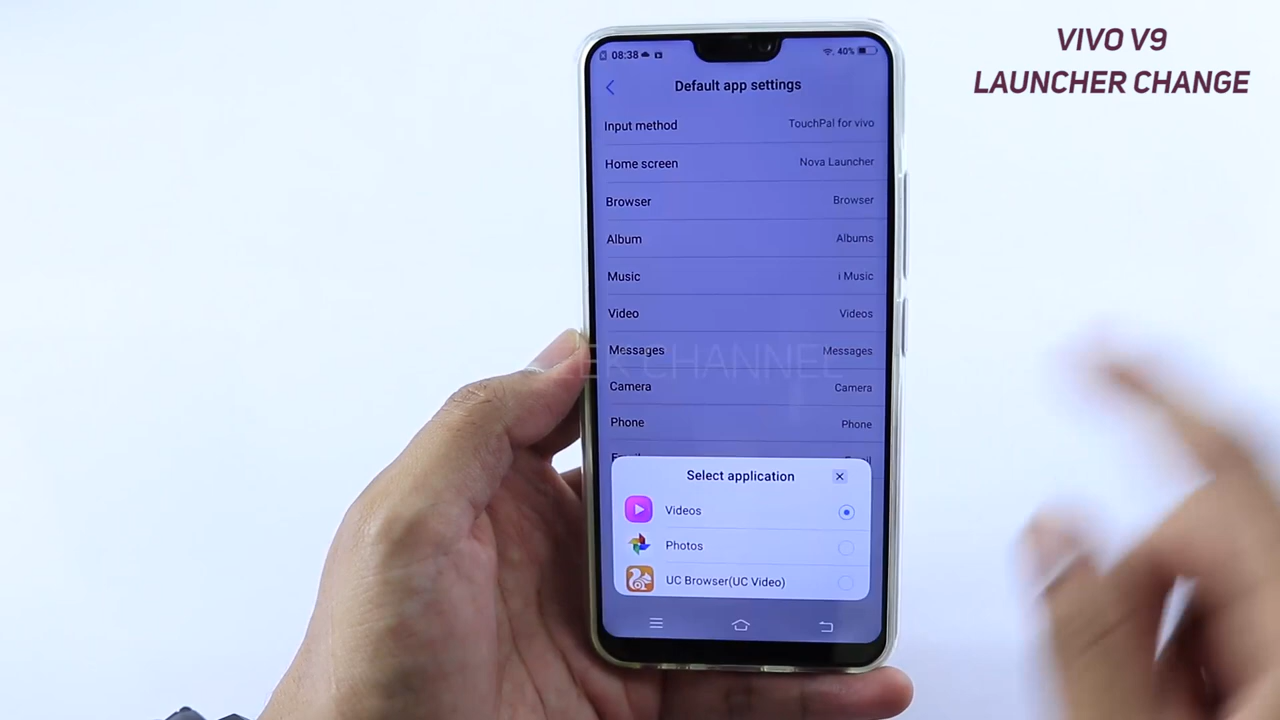 VIVO V9
LAUNCHER CHANGE
08:38 40%
Default app settings
Input method TouchPal for vivo
Home screen Nova Launcher
Browser Browser
Album Albums
Music i Music
Video Videos
Messages Messages
CHANNEL
Camera Camera
Phone Phone
Select application
Videos
Photos
UC Browser(UC Video)